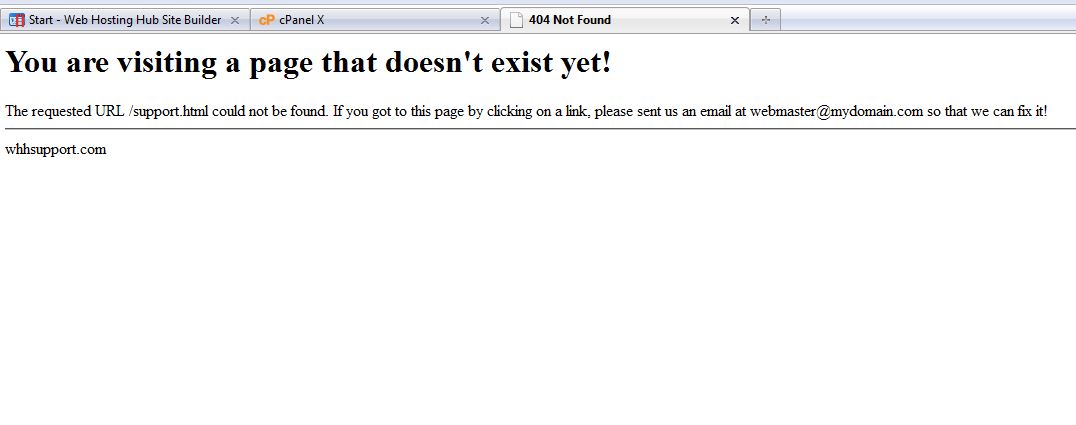 Start - Web Hosting Hub Site Builder
cP cPanel X
404 Not Found
You are visiting a page that doesn't exist yet!
The requested URL /support.html could not be found. If you got to this page by clicking on a link, please sent us an email at webmaster@mydomain.com so that we can fix it!
whhsupport.com